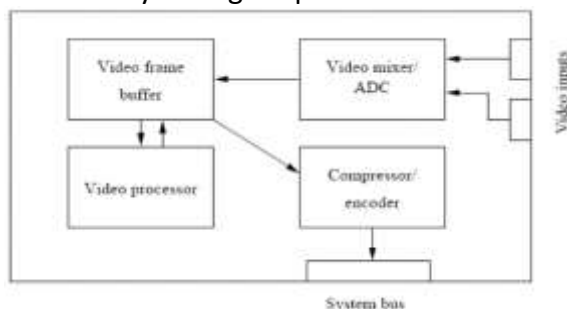 Video frame
buffer
Video mixer/
ADC
Video inputs
Video processor
Compressor/
encoder
System bus